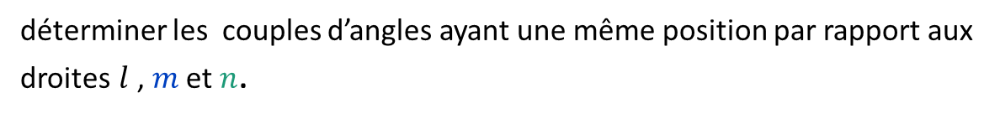 déterminer les  couples d’angles ayant une même position par rapport aux
droites 𝑙 , 𝑚 et 𝑛.